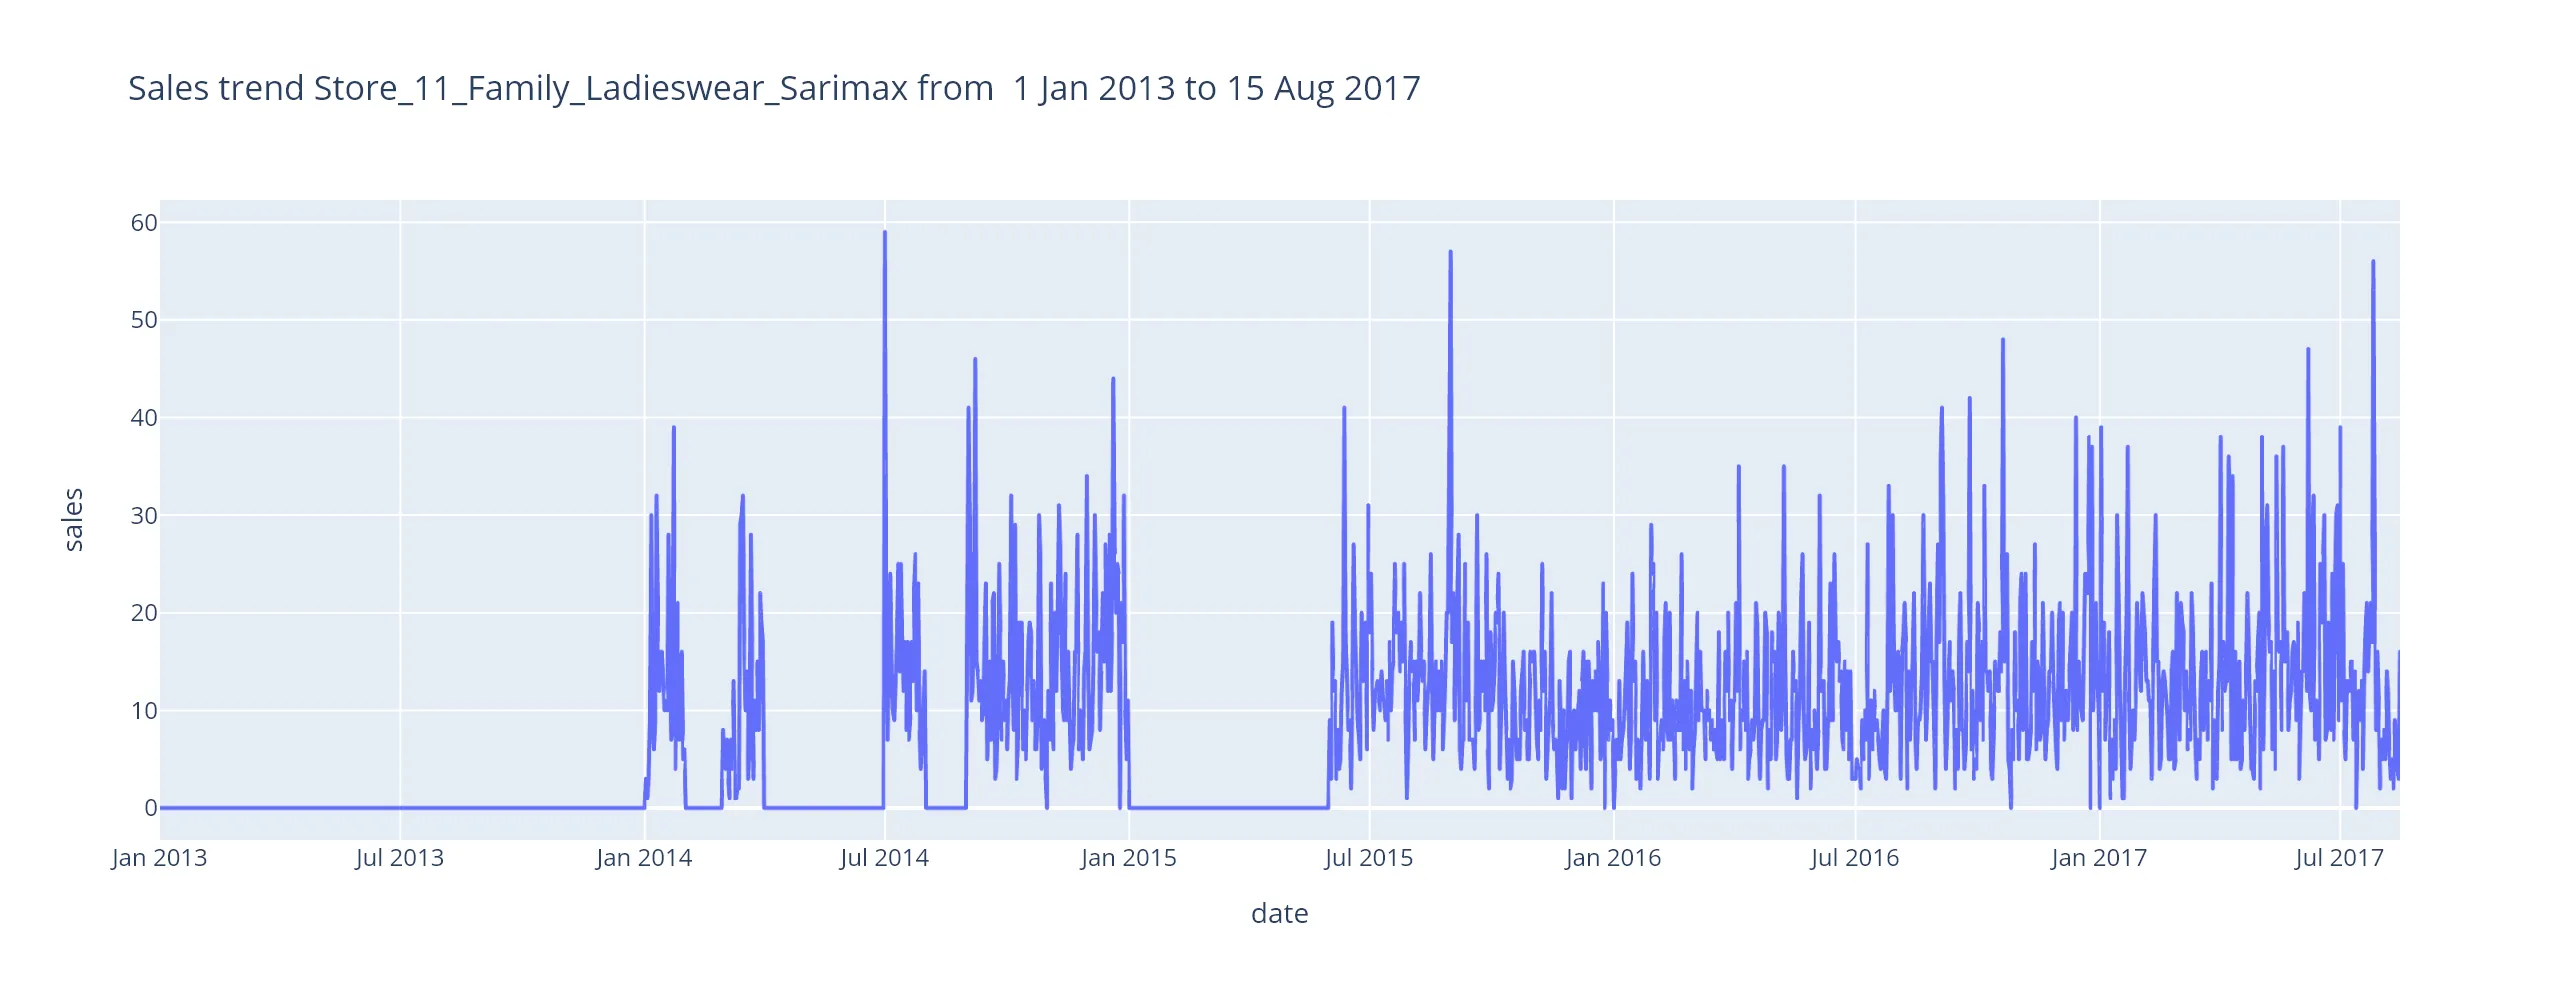 Sales trend Store_11_Family_Ladieswear_Sarimax from  1 Jan 2013 to 15 Aug 2017
60
50
40
30
20
10
0
sales
Jan 2013
Jul 2013
Jan 2014
Jul 2014
Jan 2015
Jul 2015
Jan 2016
Jul 2016
Jan 2017
Jul 2017
date